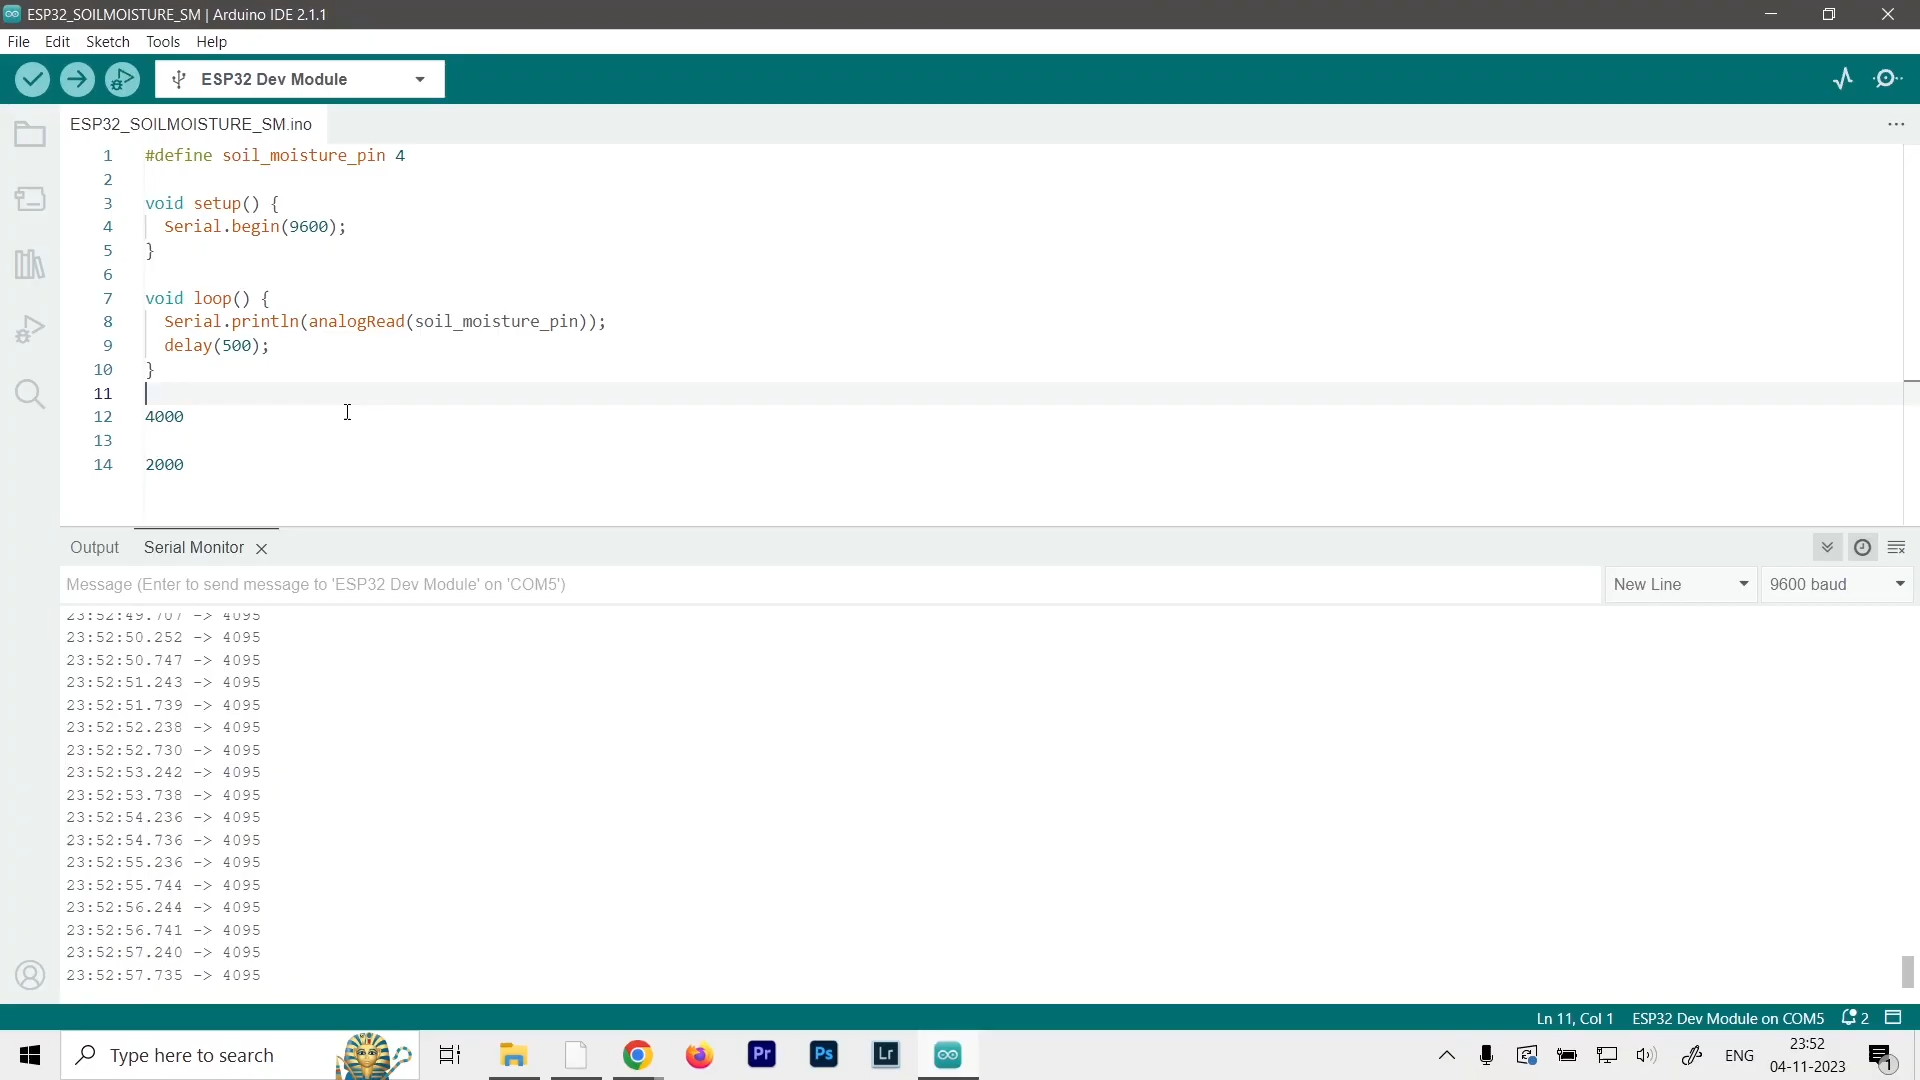 ESP32_SOILMOISTURE_SM | Arduino IDE 2.1.1
File Edit Sketch Tools Help
ESP32 Dev Module
ESP32_SOILMOISTURE_SM.ino
1 #define soil_moisture_pin 4
2
3 void setup() {
4 Serial.begin(9600);
5 }
6
7 void loop() {
8 Serial.println(analogRead(soil_moisture_pin));
9 delay(500);
10 }
11
12 4000
13
14 2000
Output Serial Monitor
Message (Enter to send message to 'ESP32 Dev Module' on 'COM5') New Line 9600 baud
23:52:49.707 -> 4095
23:52:50.252 -> 4095
23:52:50.747 -> 4095
23:52:51.243 -> 4095
23:52:51.739 -> 4095
23:52:52.238 -> 4095
23:52:52.730 -> 4095
23:52:53.242 -> 4095
23:52:53.738 -> 4095
23:52:54.236 -> 4095
23:52:54.736 -> 4095
23:52:55.236 -> 4095
23:52:55.744 -> 4095
23:52:56.244 -> 4095
23:52:56.741 -> 4095
23:52:57.240 -> 4095
23:52:57.735 -> 4095
Ln 11, Col 1 ESP32 Dev Module on COM5 2
Type here to search Pr Ps Lr ENG 23:52
04-11-2023 1